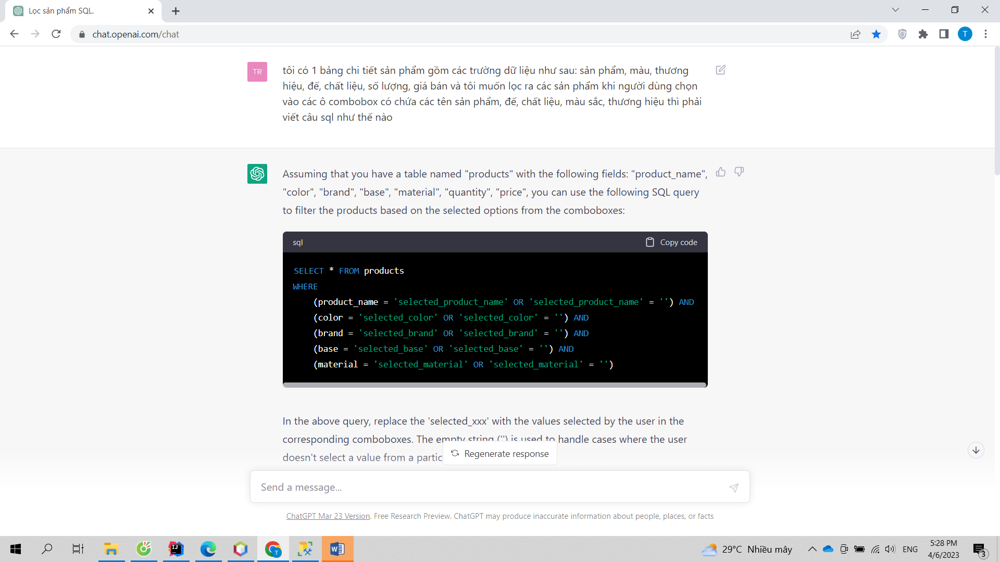 Lọc sản phẩm SQL.
chat.openai.com/chat
T
TR
tôi có 1 bảng chi tiết sản phẩm gồm các trường dữ liệu như sau: sản phẩm, màu, thương
hiệu, đế, chất liệu, số lượng, giá bán và tôi muốn lọc ra các sản phẩm khi người dùng chọn
vào các ô combobox có chứa các tên sản phẩm, đế, chất liệu, màu sắc, thương hiệu thì phải
viết câu sql như thế nào
Assuming that you have a table named "products" with the following fields: "product_name",
"color", "brand", "base", "material", "quantity", "price", you can use the following SQL query
to filter the products based on the selected options from the comboboxes:
sql
Copy code
SELECT * FROM products
WHERE
(product_name = 'selected_product_name' OR 'selected_product_name' = '') AND
(color = 'selected_color' OR 'selected_color' = '') AND
(brand = 'selected_brand' OR 'selected_brand' = '') AND
(base = 'selected_base' OR 'selected_base' = '') AND
(material = 'selected_material' OR 'selected_material' = '')
In the above query, replace the 'selected_xxx' with the values selected by the user in the
corresponding comboboxes. The empty string ('') is used to handle cases where the user
doesn't select a value from a partic
Regenerate response
Send a message...
ChatGPT Mar 23 Version. Free Research Preview. ChatGPT may produce inaccurate information about people, places, or facts
29°C Nhiều mây
ENG
5:28 PM
4/6/2023
3